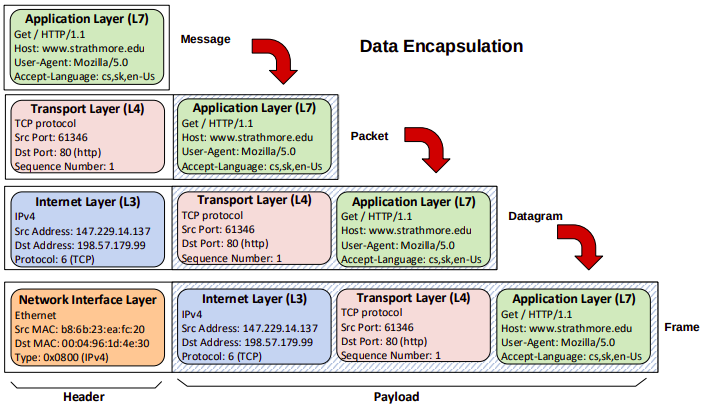 Data Encapsulation
Application Layer (L7)
Get / HTTP/1.1
Host: www.strathmore.edu
User-Agent: Mozilla/5.0
Accept-Language: cs,sk,en-Us
Message
Transport Layer (L4)
TCP protocol
Src Port: 61346
Dst Port: 80 (http)
Sequence Number: 1
Application Layer (L7)
Get / HTTP/1.1
Host: www.strathmore.edu
User-Agent: Mozilla/5.0
Accept-Language: cs,sk,en-Us
Packet
Internet Layer (L3)
IPv4
Src Address: 147.229.14.137
Dst Address: 198.57.179.99
Protocol: 6 (TCP)
Transport Layer (L4)
TCP protocol
Src Port: 61346
Dst Port: 80 (http)
Sequence Number: 1
Application Layer (L7)
Get / HTTP/1.1
Host: www.strathmore.edu
User-Agent: Mozilla/5.0
Accept-Language: cs,sk,en-Us
Datagram
Network Interface Layer
Ethernet
Src MAC: b8:6b:23:ea:fc:20
Dst MAC: 00:04:96:1d:4e:30
Type: 0x0800 (IPv4)
Internet Layer (L3)
IPv4
Src Address: 147.229.14.137
Dst Address: 198.57.179.99
Protocol: 6 (TCP)
Transport Layer (L4)
TCP protocol
Src Port: 61346
Dst Port: 80 (http)
Sequence Number: 1
Application Layer (L7)
Get / HTTP/1.1
Host: www.strathmore.edu
User-Agent: Mozilla/5.0
Accept-Language: cs,sk,en-Us
Frame
Header
Payload